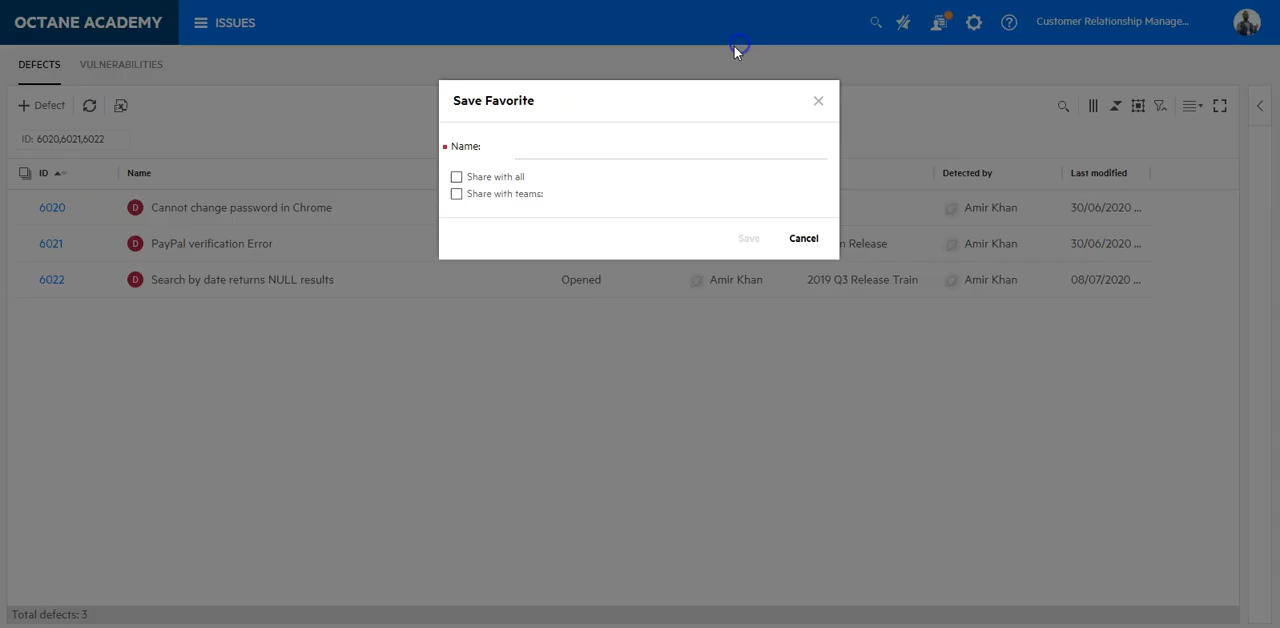 OCTANE ACADEMY
ISSUES
Customer Relationship Manage...
DEFECTS
VULNERABILITIES
Defect
ID: 6020,6021,6022
Save Favorite
Name:
Share with all
Share with teams:
Save
Cancel
ID
Name
Detected by
Last modified
6020
D
Cannot change password in Chrome
Amir Khan
30/06/2020 ...
6021
D
PayPal verification Error
n Release
Amir Khan
30/06/2020 ...
6022
D
Search by date returns NULL results
Opened
Amir Khan
2019 Q3 Release Train
Amir Khan
08/07/2020 ...
Total defects: 3